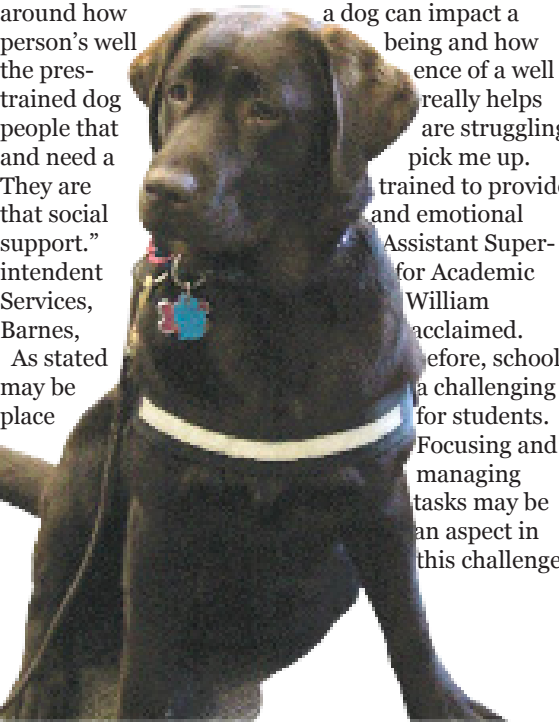 around how a dog can impact a
person’s well being and how
the pres- ence of a well
trained dog really helps
people that are struggling
and need a pick me up.
They are trained to provide
that social and emotional
support.” Assistant Super-
intendent for Academic
Services, William
Barnes, acclaimed.
As stated efore, school
may be a challenging
place for students.
Focusing and
managing
tasks may be
an aspect in
this challenge